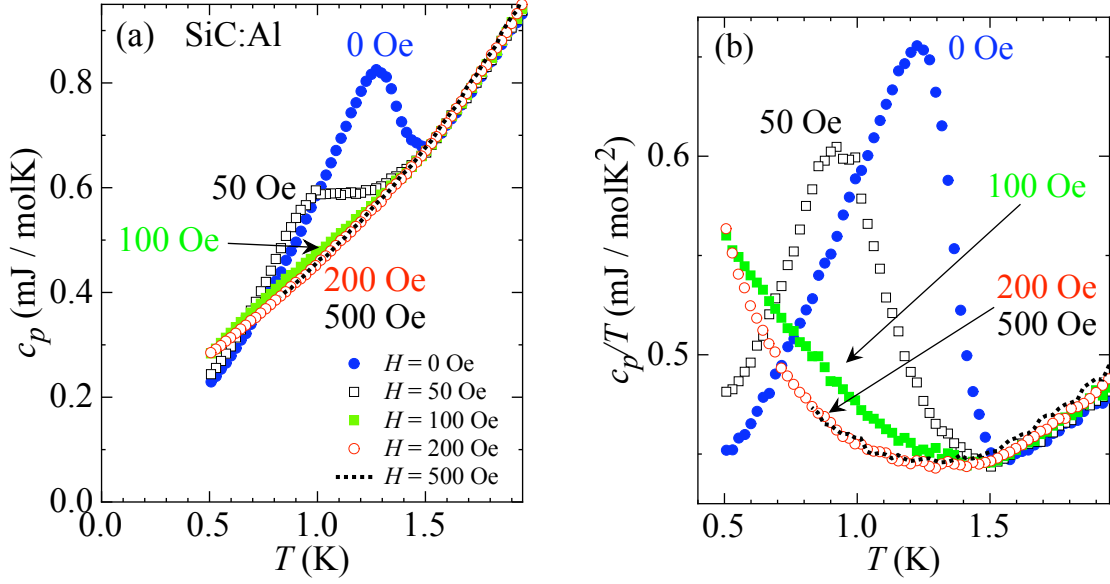 (a) SiC:Al
0 Oe
50 Oe
100 Oe
200 Oe
500 Oe
H = 0 Oe
H = 50 Oe
H = 100 Oe
H = 200 Oe
H = 500 Oe
0.8
0.6
0.4
0.2
0.0
c_p (mJ / molK)
0.0 0.5 1.0 1.5
T (K)
(b)
0 Oe
50 Oe
100 Oe
200 Oe
500 Oe
0.6
0.5
c_p/T (mJ / molK²)
0.5 1.0 1.5
T (K)